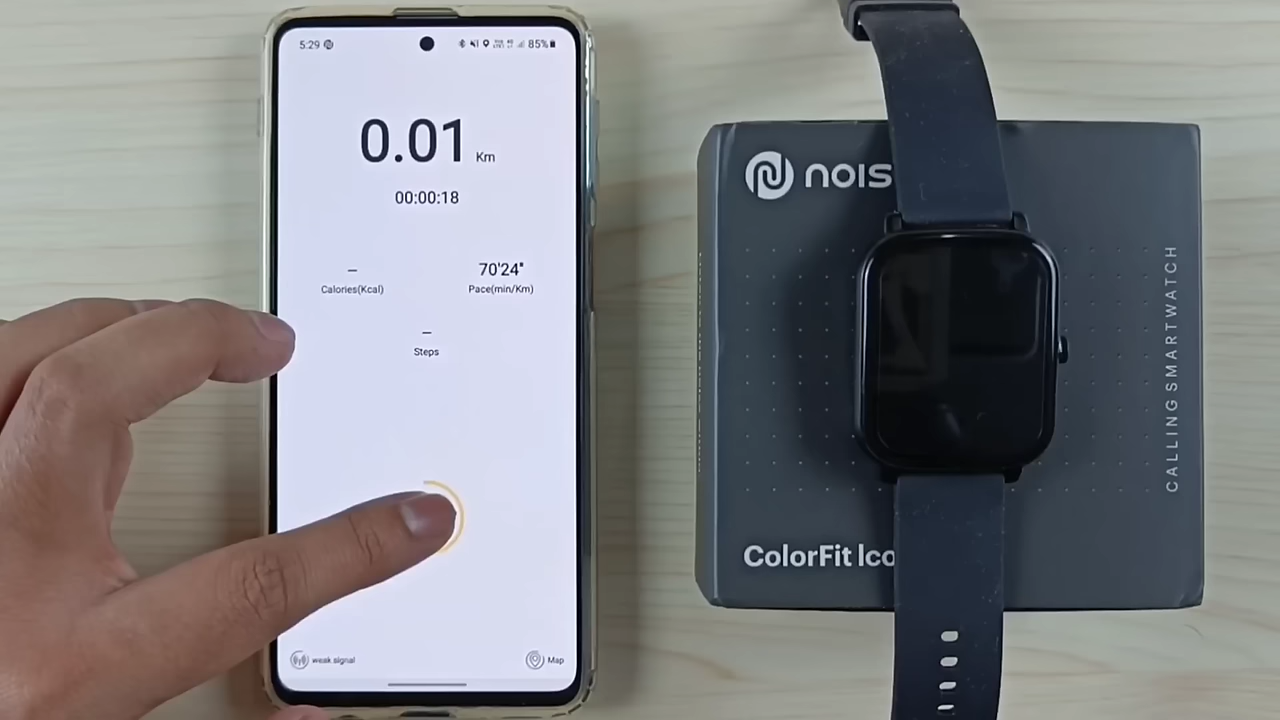 5:29
85%
0.01 Km
00:00:18
--
Calories(Kcal)
70'24"
Pace(min/Km)
--
Steps
weak signal
Map
NOIS
CALLING SMARTWATCH
ColorFit Ico